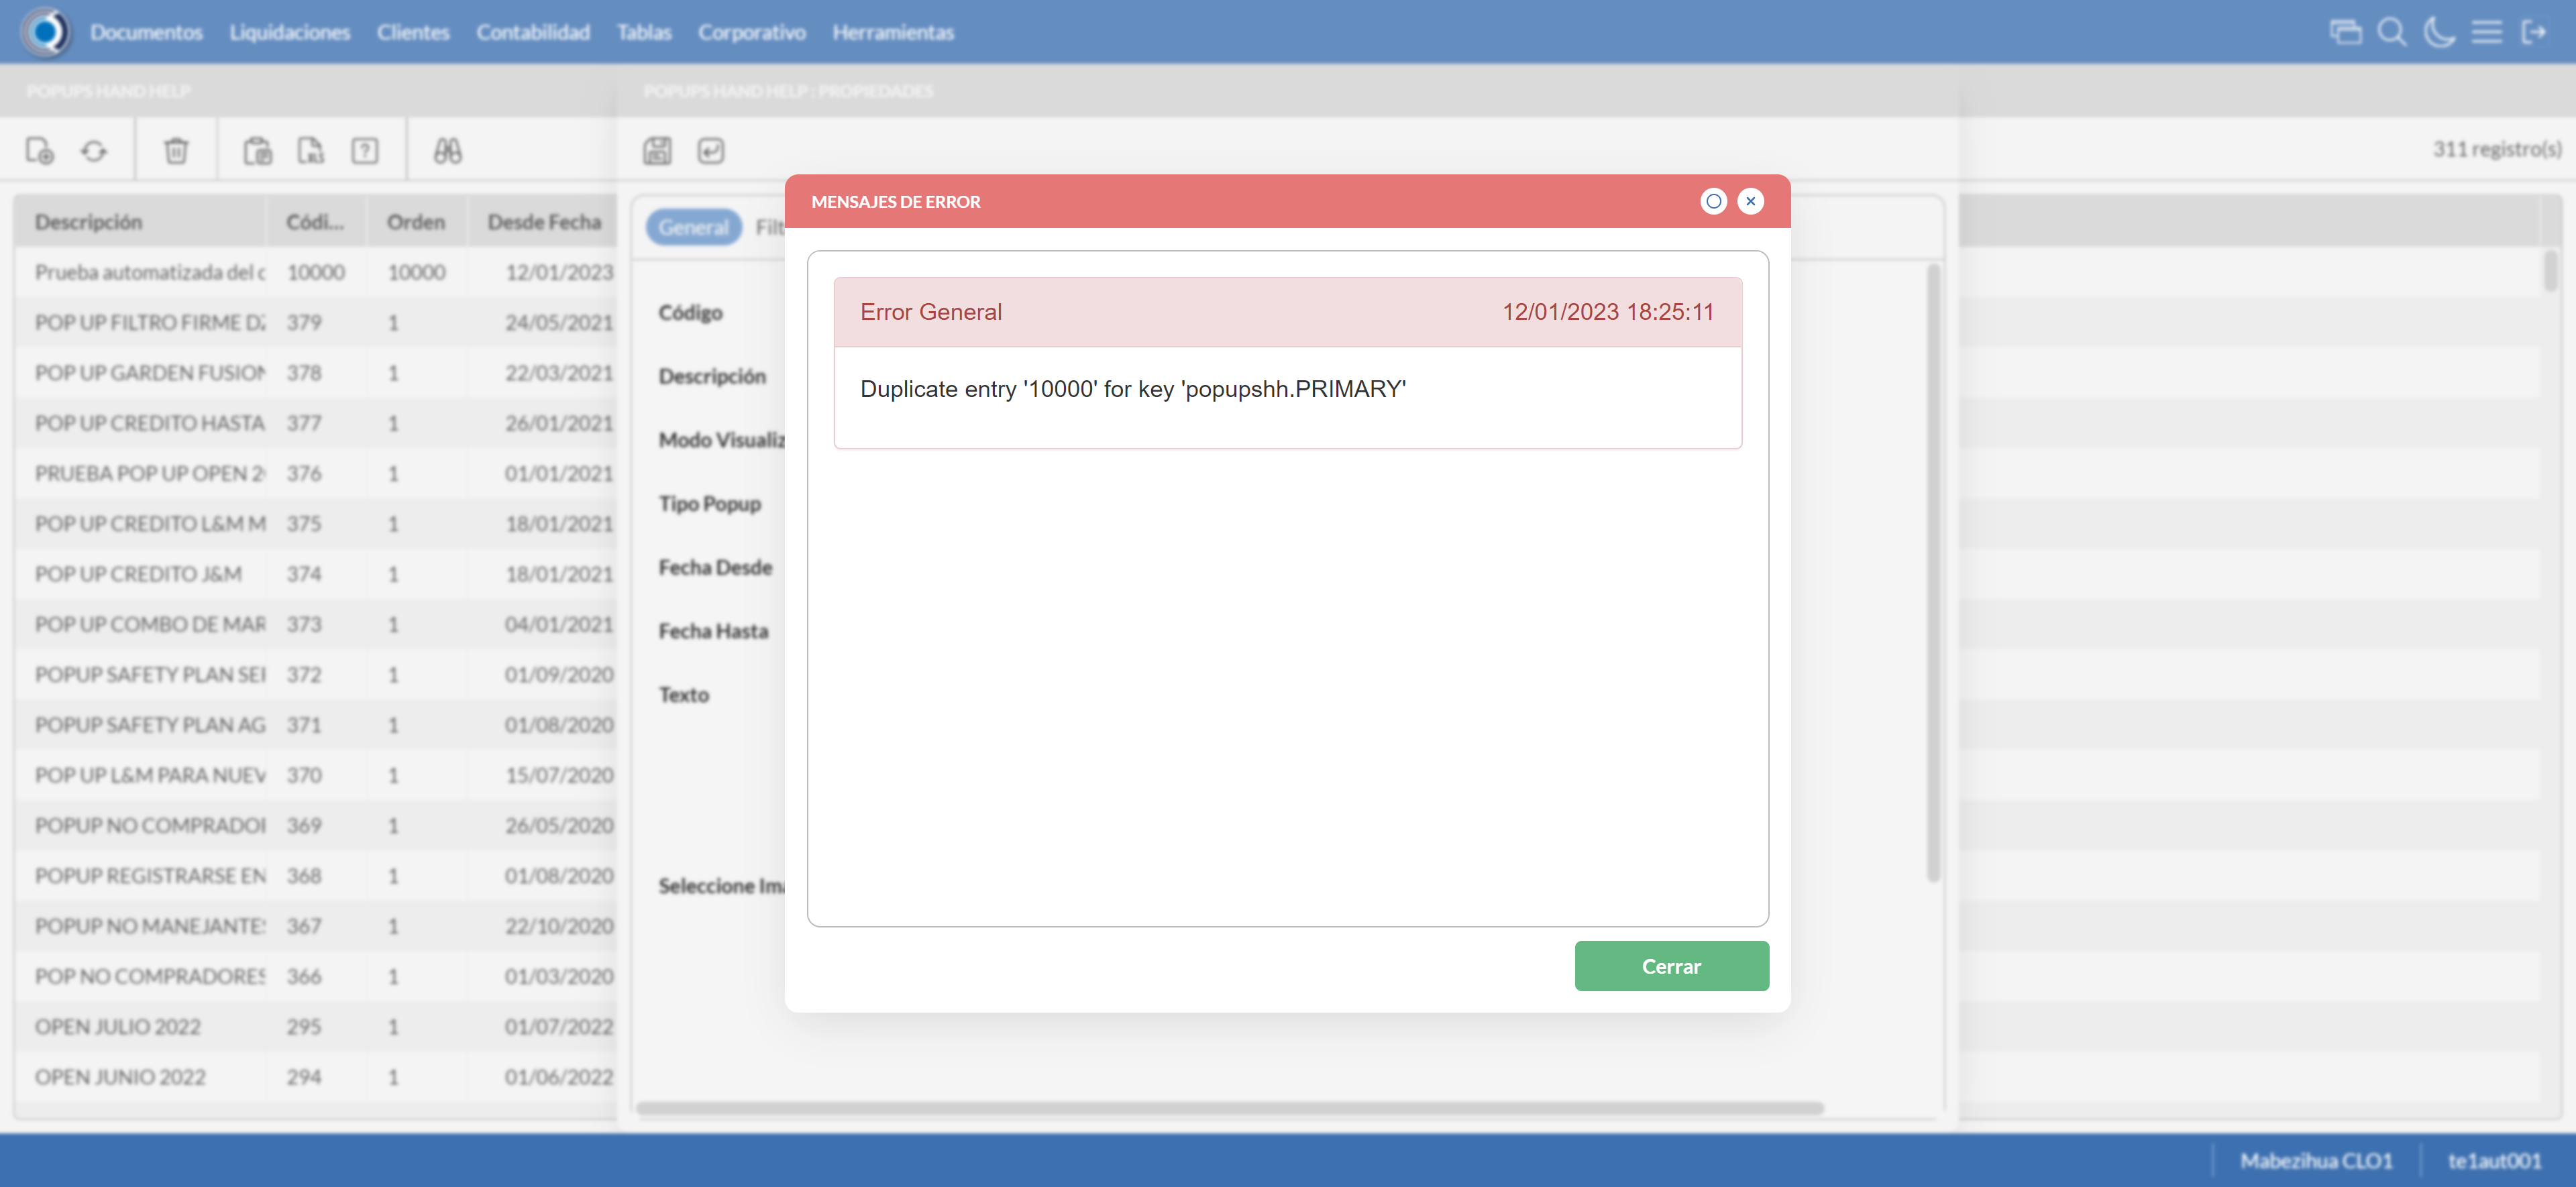 Documentos Liquidaciones Clientes Contabilidad Tablas Corporativo Herramientas
POPUPS HAND HELP
POPUPS HAND HELP : PROPIEDADES
XLS
?
311 registro(s)
Descripción Códi... Orden Desde Fecha
Prueba automatizada del 10000 10000 12/01/2023
POP UP FILTRO FIRME 379 1 24/05/2021
POP UP GARDEN FUSION 378 1 22/03/2021
POP UP CREDITO HASTA 377 1 26/01/2021
PRUEBA POP UP OPEN 376 1 01/01/2021
POP UP CREDITO L&M M 375 1 18/01/2021
POP UP CREDITO J&M 374 1 18/01/2021
POP UP COMBO DE MAR 373 1 04/01/2021
POPUP SAFETY PLAN 372 1 01/09/2020
POPUP SAFETY PLAN AG 371 1 01/08/2020
POP UP L&M PARA NUEV 370 1 15/07/2020
POPUP NO COMPRADO 369 1 26/05/2020
POPUP REGISTRARSE EN 368 1 01/08/2020
POPUP NO MANEJANTES 367 1 22/10/2020
POP NO COMPRADORES 366 1 01/03/2020
OPEN JULIO 2022 295 1 01/07/2022
OPEN JUNIO 2022 294 1 01/06/2022
General Filt
Código
Descripción
Modo Visualiz
Tipo Popup
Fecha Desde
Fecha Hasta
Texto
Seleccione Ima
MENSAJES DE ERROR
Error General 12/01/2023 18:25:11
Duplicate entry '10000' for key 'popupshh.PRIMARY'
Cerrar
Mabezihua CLO1 te1aut001